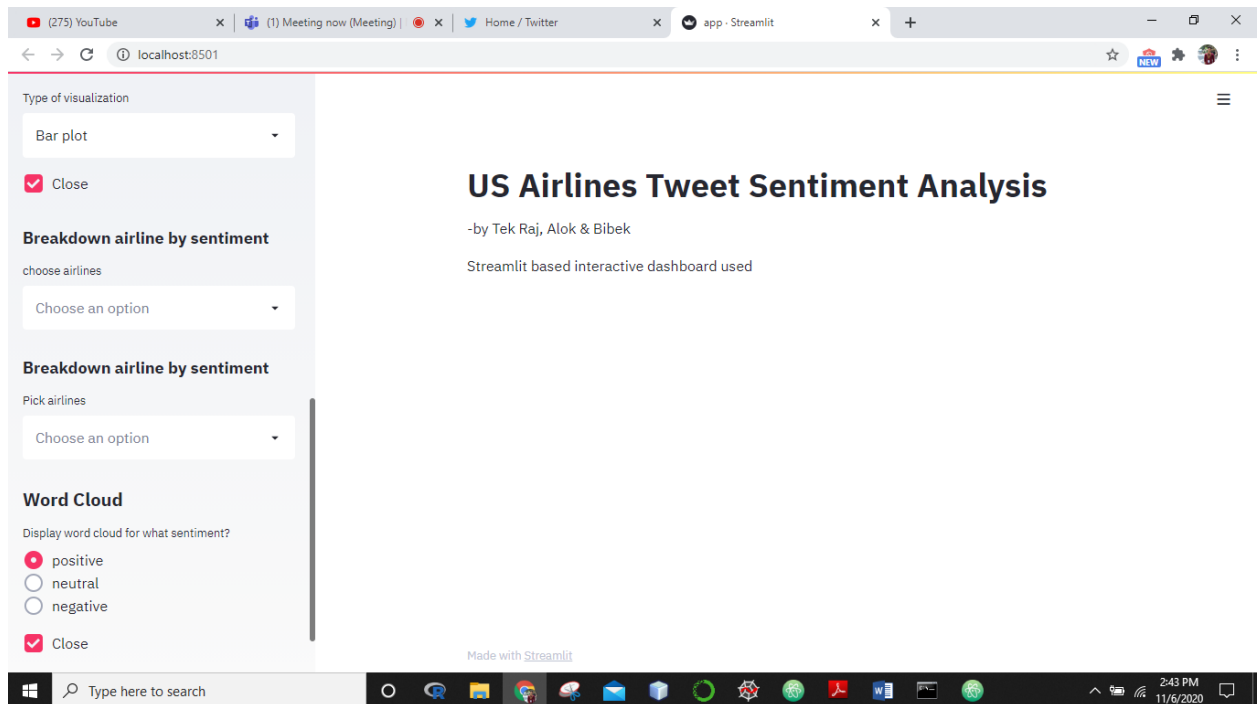 (275) YouTube
(1) Meeting now (Meeting) |
Home / Twitter
app · Streamlit
localhost:8501
NEW
Type of visualization
Bar plot
Close
Breakdown airline by sentiment
choose airlines
Choose an option
Breakdown airline by sentiment
Pick airlines
Choose an option
Word Cloud
Display word cloud for what sentiment?
positive
neutral
negative
Close
US Airlines Tweet Sentiment Analysis
-by Tek Raj, Alok & Bibek
Streamlit based interactive dashboard used
Made with Streamlit
Type here to search
2:43 PM
11/6/2020